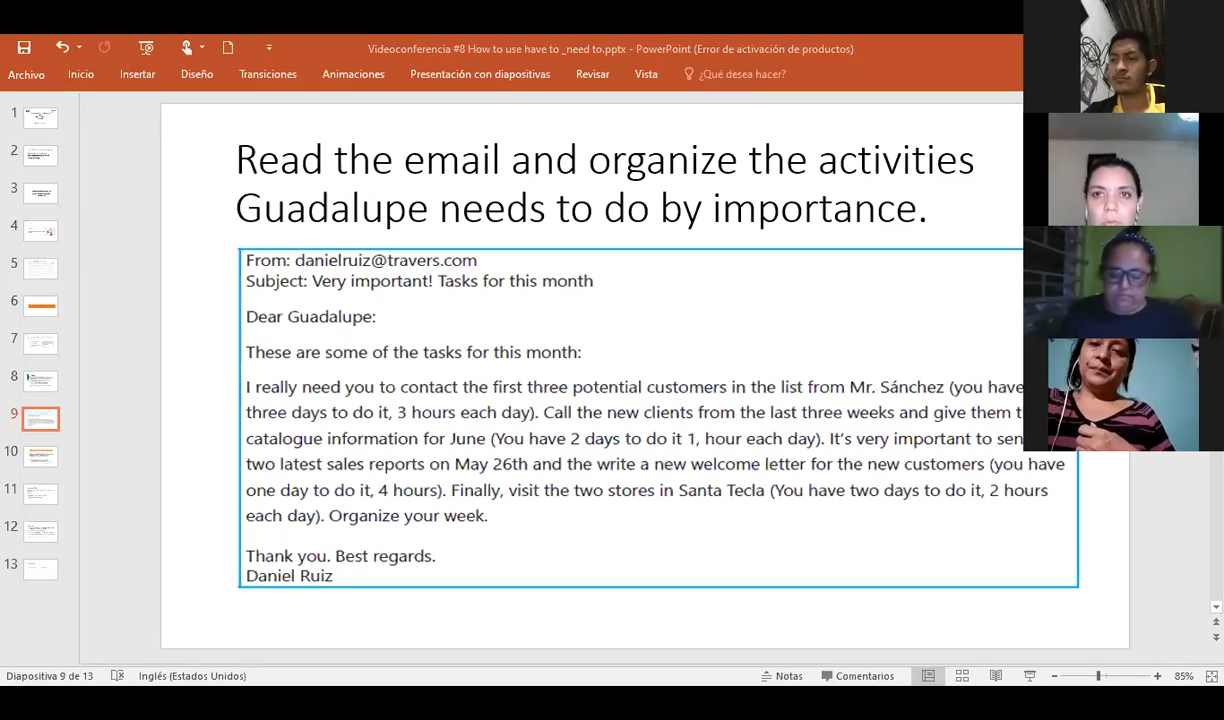 Videoconferencia #8 How to use have to _need to.pptx - PowerPoint (Error de activación de productos)
Archivo Inicio Insertar Diseño Transiciones Animaciones Presentación con diapositivas Revisar Vista ¿Qué desea hacer?
1
2
3
4
5
6
7
8
9
10
11
12
13
Read the email and organize the activities
Guadalupe needs to do by importance.
From: danielruiz@travers.com
Subject: Very important! Tasks for this month
Dear Guadalupe:
These are some of the tasks for this month:
I really need you to contact the first three potential customers in the list from Mr. Sánchez (you have
three days to do it, 3 hours each day). Call the new clients from the last three weeks and give them
catalogue information for June (You have 2 days to do it 1, hour each day). It's very important to
two latest sales reports on May 26th and the write a new welcome letter for the new customers (you have
one day to do it, 4 hours). Finally, visit the two stores in Santa Tecla (You have two days to do it, 2 hours
each day). Organize your week.
Thank you. Best regards.
Daniel Ruiz
Diapositiva 9 de 13 Inglés (Estados Unidos) Notas Comentarios 85%